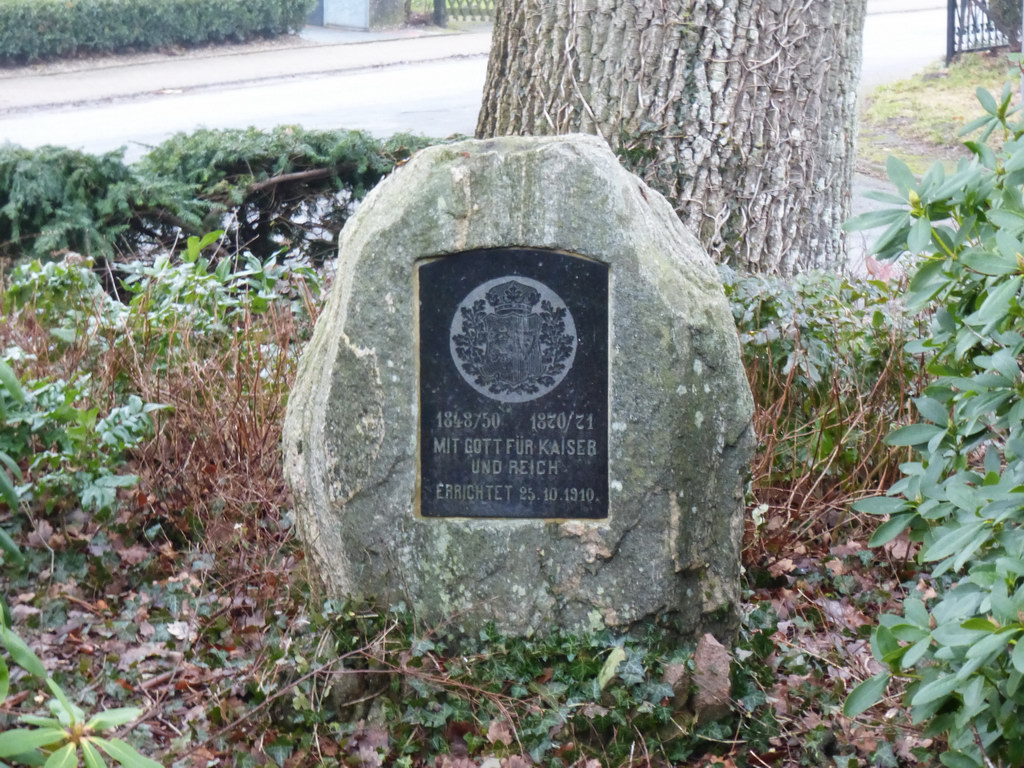 1848/50 1870/71
MIT GOTT FÜR KAISER
UND REICH
ERRICHTET 25.10.1910.